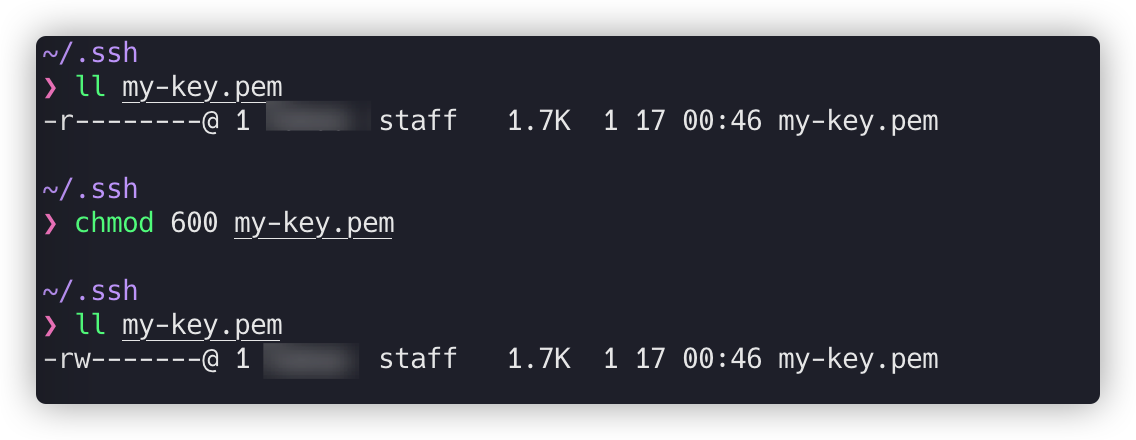 ~/.ssh
❯ ll my-key.pem
-r--------@ 1 staff 1.7K 1 17 00:46 my-key.pem
~/.ssh
❯ chmod 600 my-key.pem
~/.ssh
❯ ll my-key.pem
-rw-------@ 1 staff 1.7K 1 17 00:46 my-key.pem